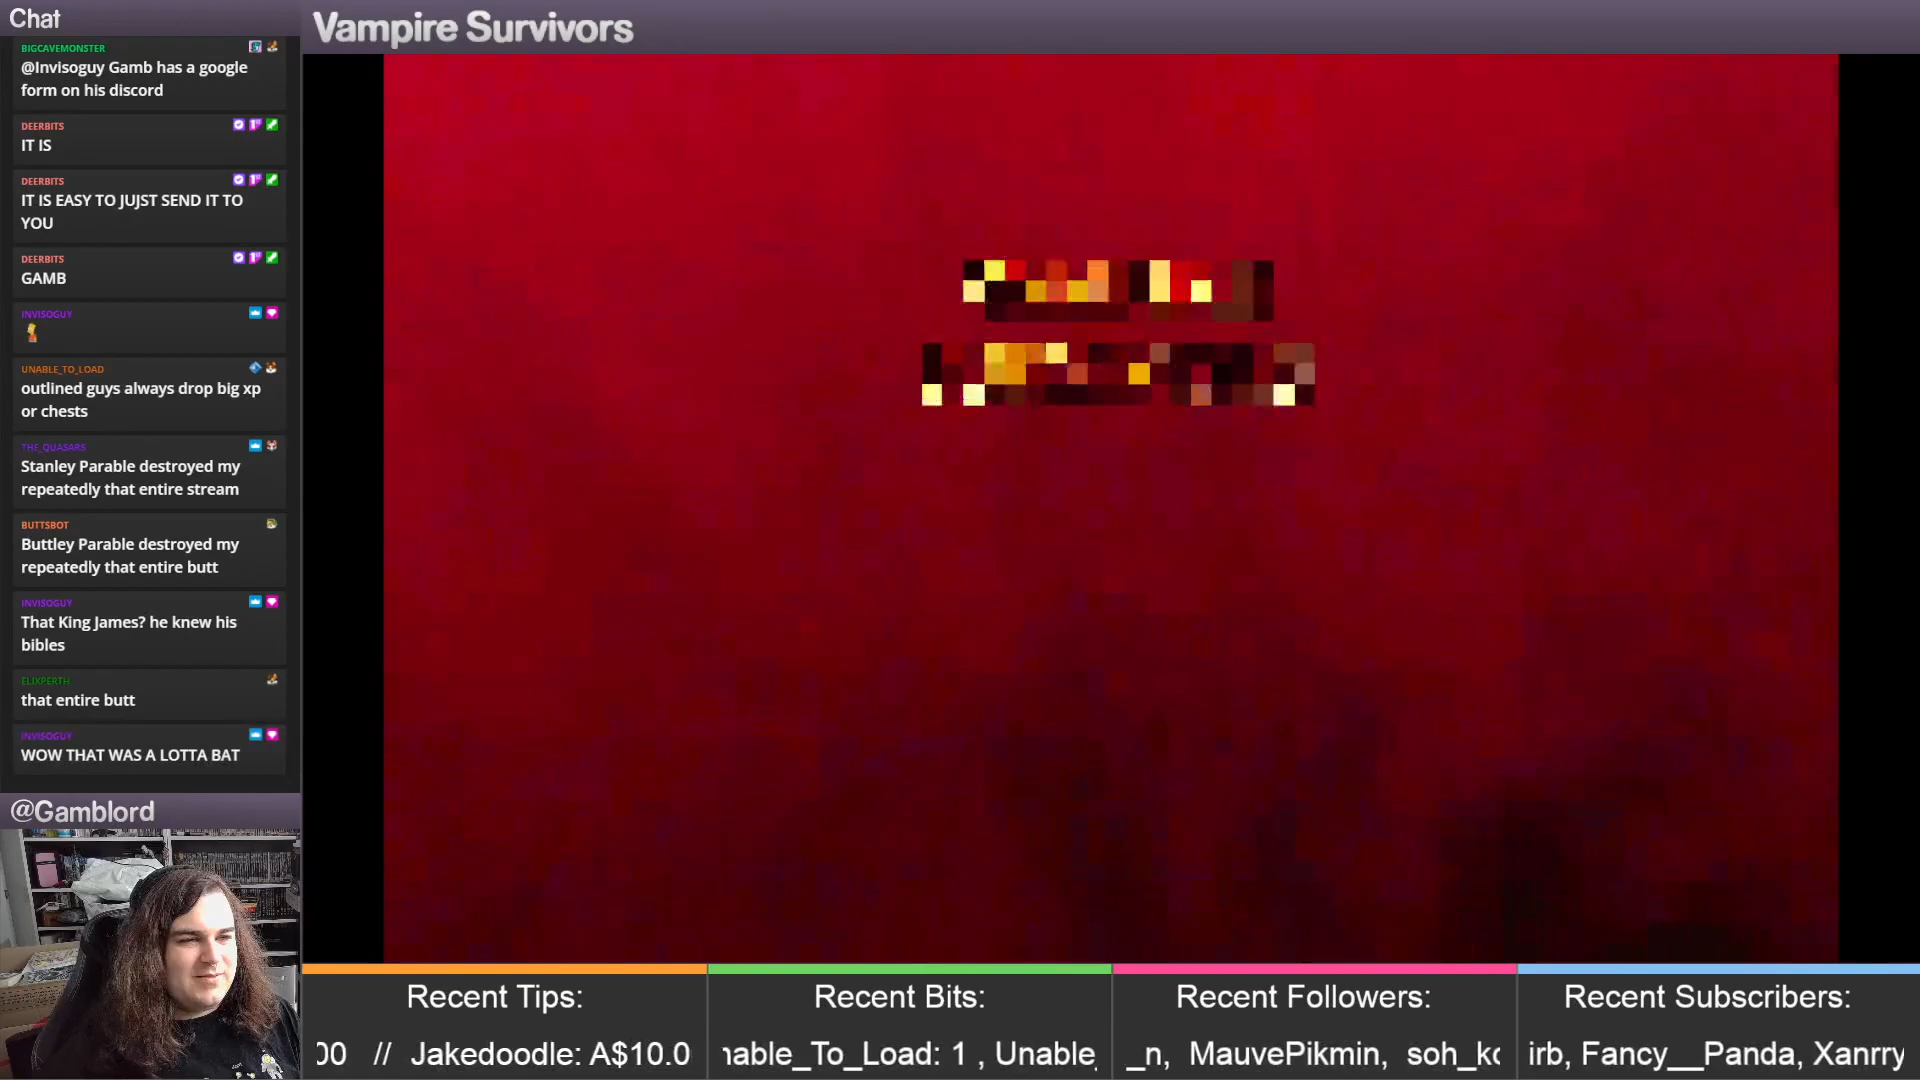 Chat
Vampire Survivors
BIGCAVEMONSTER
@Invisoguy Gamb has a google
form on his discord
DEERBITS
IT IS
DEERBITS
IT IS EASY TO JUJST SEND IT TO
YOU
DEERBITS
GAMB
INVISOGUY
UNABLE_TO_LOAD
outlined guys always drop big xp
or chests
THE_QUASARS
Stanley Parable destroyed my
repeatedly that entire stream
BUTTSBOT
Buttley Parable destroyed my
repeatedly that entire butt
INVISOGUY
That King James? he knew his
bibles
ELIXPERTH
that entire butt
INVISOGUY
WOW THAT WAS A LOTTA BAT
@Gamblord
Recent Tips:
00 // Jakedoodle: A$10.0
Recent Bits:
nable_To_Load: 1 , Unable_
Recent Followers:
_n, MauvePikmin, soh_ko
Recent Subscribers:
irb, Fancy__Panda, Xanrry